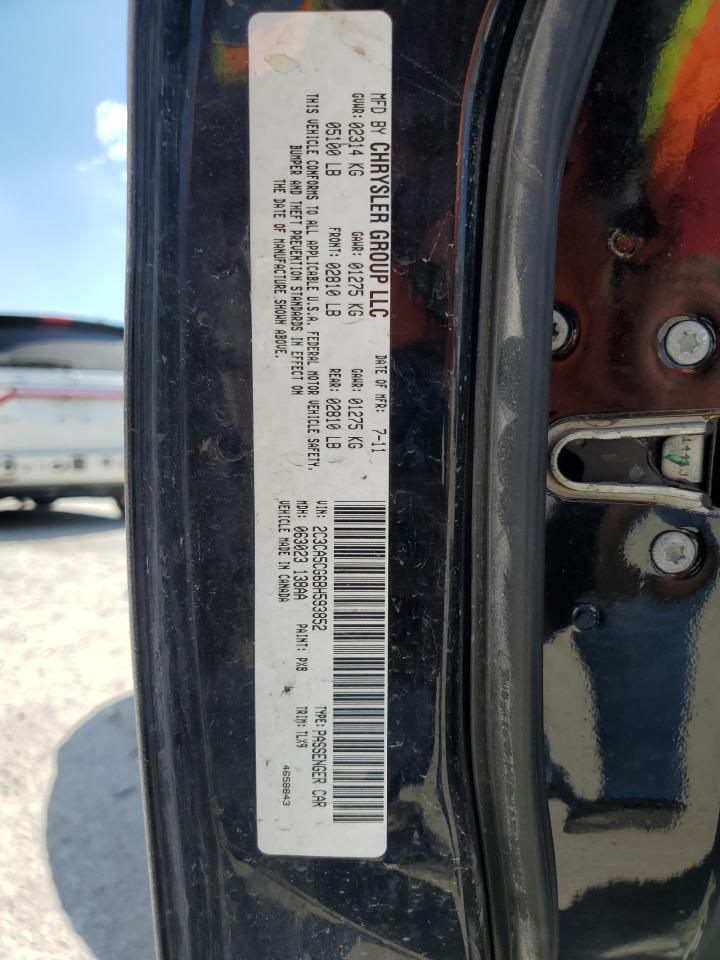 MFD BY CHRYSLER GROUP LLC DATE OF MFR: 7-11
GVWR: 02314 KG GAWR: 01275 KG GAWR: 01275 KG
05100 LB FRONT: 02810 LB REAR: 02810 LB
THIS VEHICLE CONFORMS TO ALL APPLICABLE U.S.A. FEDERAL MOTOR VEHICLE SAFETY,
BUMPER AND THEFT PREVENTION STANDARDS IN EFFECT ON
THE DATE OF MANUFACTURE SHOWN ABOVE.
VIN: 2C3CA5CG6BH593852 TYPE: PASSENGER CAR
MDH: 063023 138AA PAINT: PX8 TRIM: TLX9
VEHICLE MADE IN CANADA
4658843